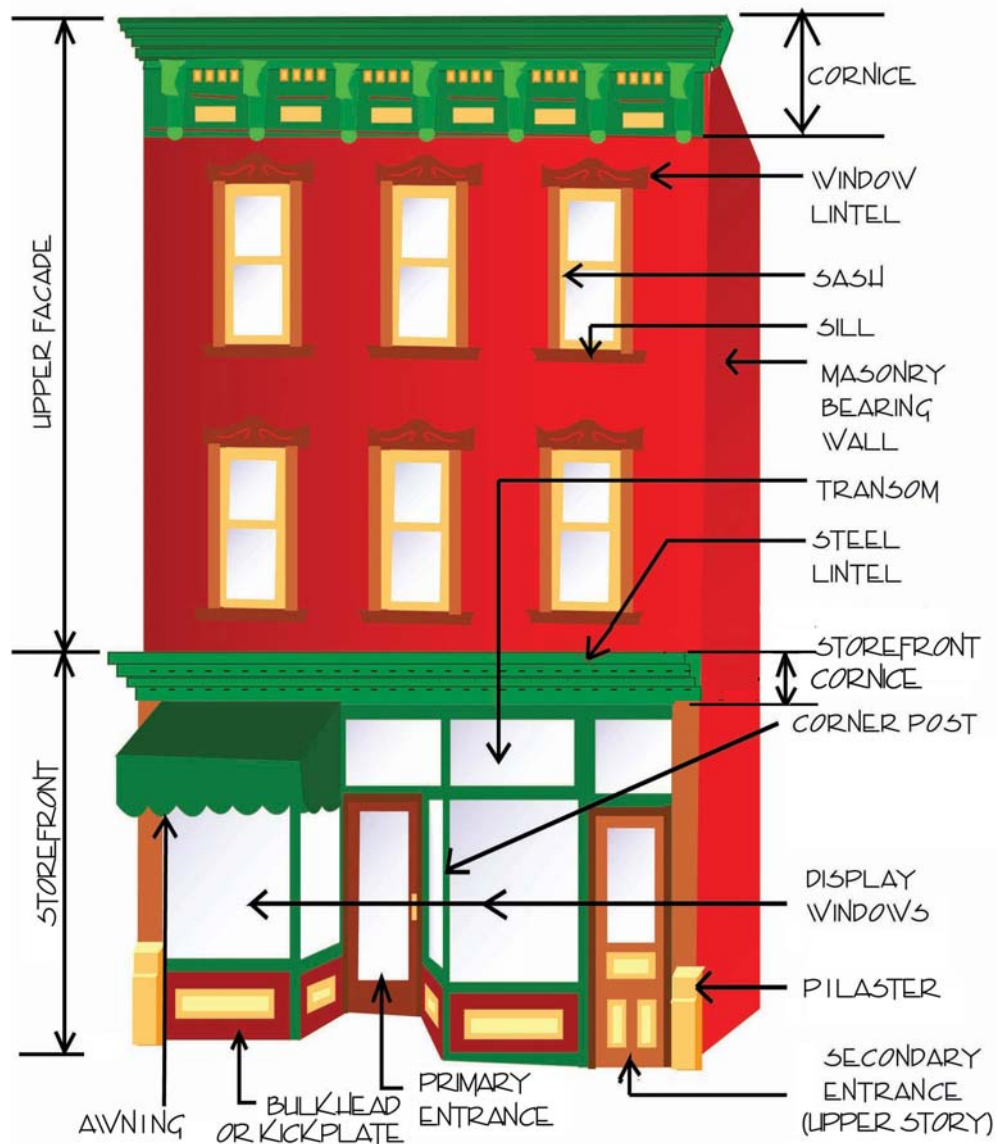 CORNICE
WINDOW
LINTEL
SASH
SILL
MASONRY
BEARING
WALL
TRANSOM
STEEL
LINTEL
STOREFRONT
CORNICE
CORNER POST
DISPLAY
WINDOWS
PILASTER
SECONDARY
ENTRANCE
(UPPER STORY)
PRIMARY
ENTRANCE
BULKHEAD
OR KICKPLATE
AWNING
UPPER FACADE
STOREFRONT